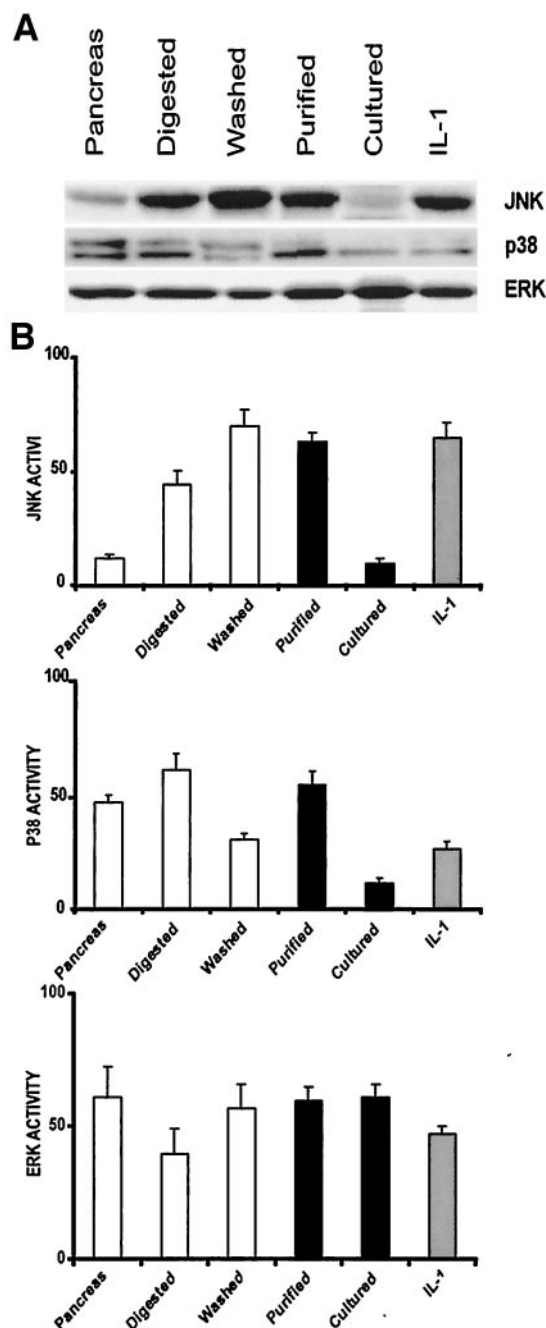 A
Pancreas Digested Washed Purified Cultured IL-1
JNK
p38
ERK
B
100
50
0
JNK ACTIVI
Pancreas Digested Washed Purified Cultured IL-1
100
50
0
P38 ACTIVITY
Pancreas Digested Washed Purified Cultured IL-1
100
50
0
ERK ACTIVITY
Pancreas Digested Washed Purified Cultured IL-1